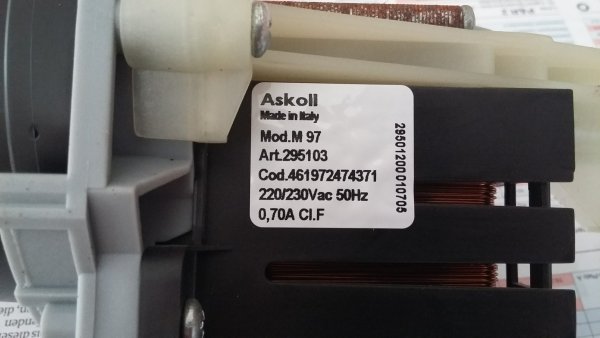 Askoll
Made in Italy
Mod.M 97
Art.295103
Cod.461972474371
220/230Vac 50Hz
0,70A Cl.F
29501200010705